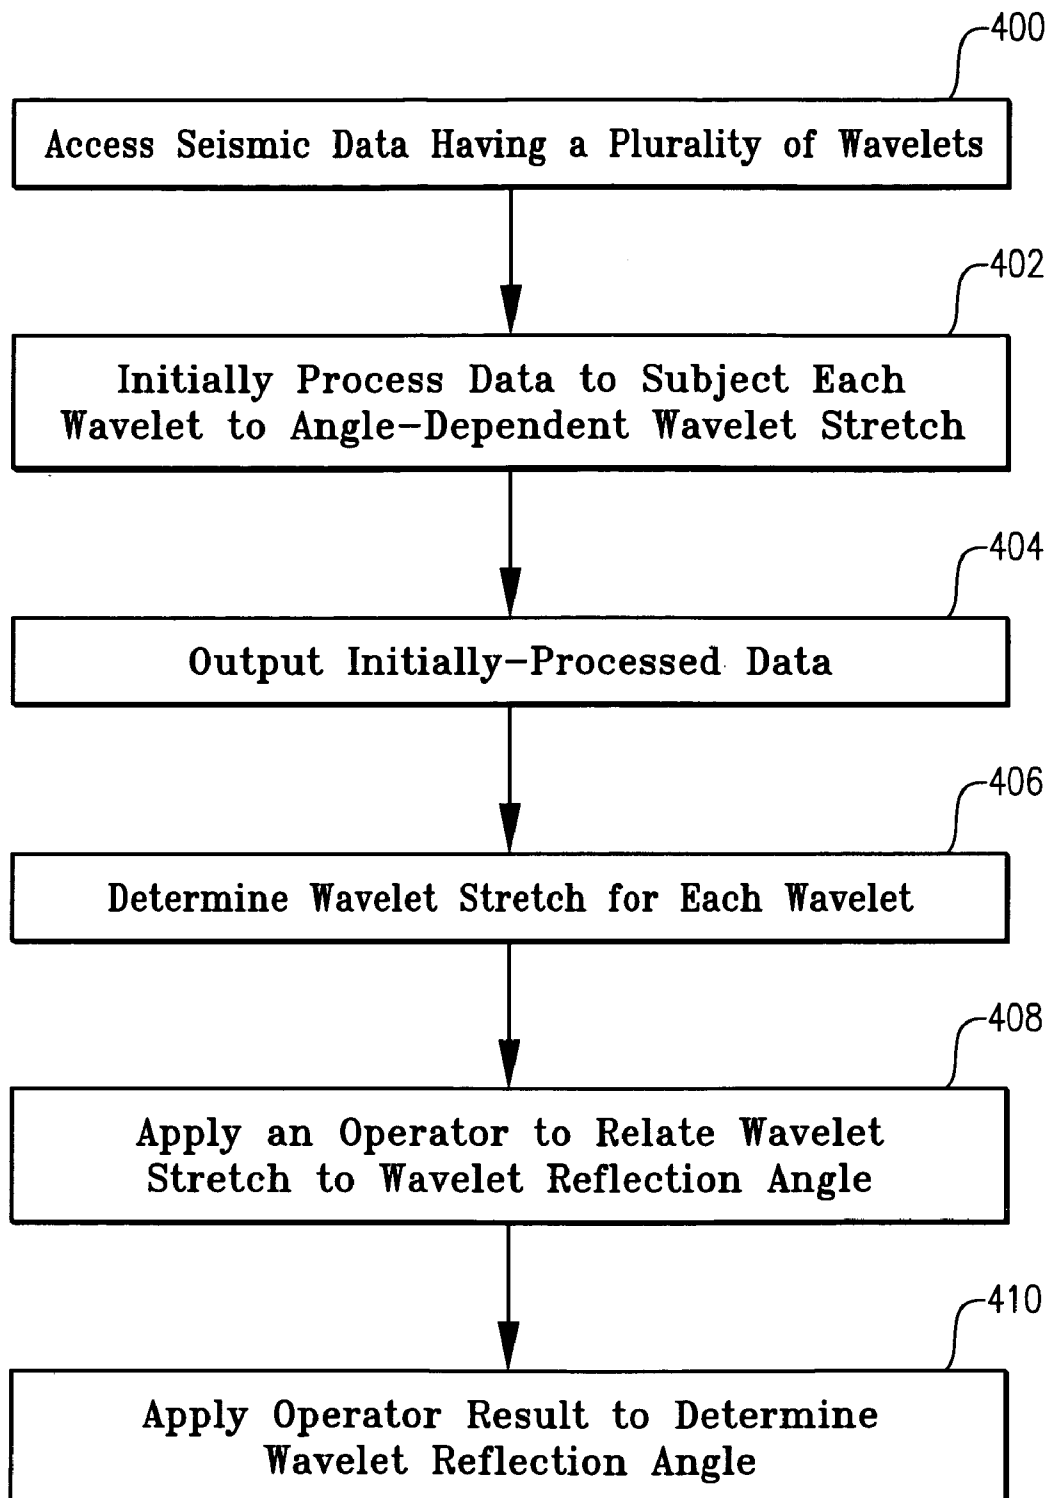 400
Access Seismic Data Having a Plurality of Wavelets
402
Initially Process Data to Subject Each
Wavelet to Angle-Dependent Wavelet Stretch
404
Output Initially-Processed Data
406
Determine Wavelet Stretch for Each Wavelet
408
Apply an Operator to Relate Wavelet
Stretch to Wavelet Reflection Angle
410
Apply Operator Result to Determine
Wavelet Reflection Angle